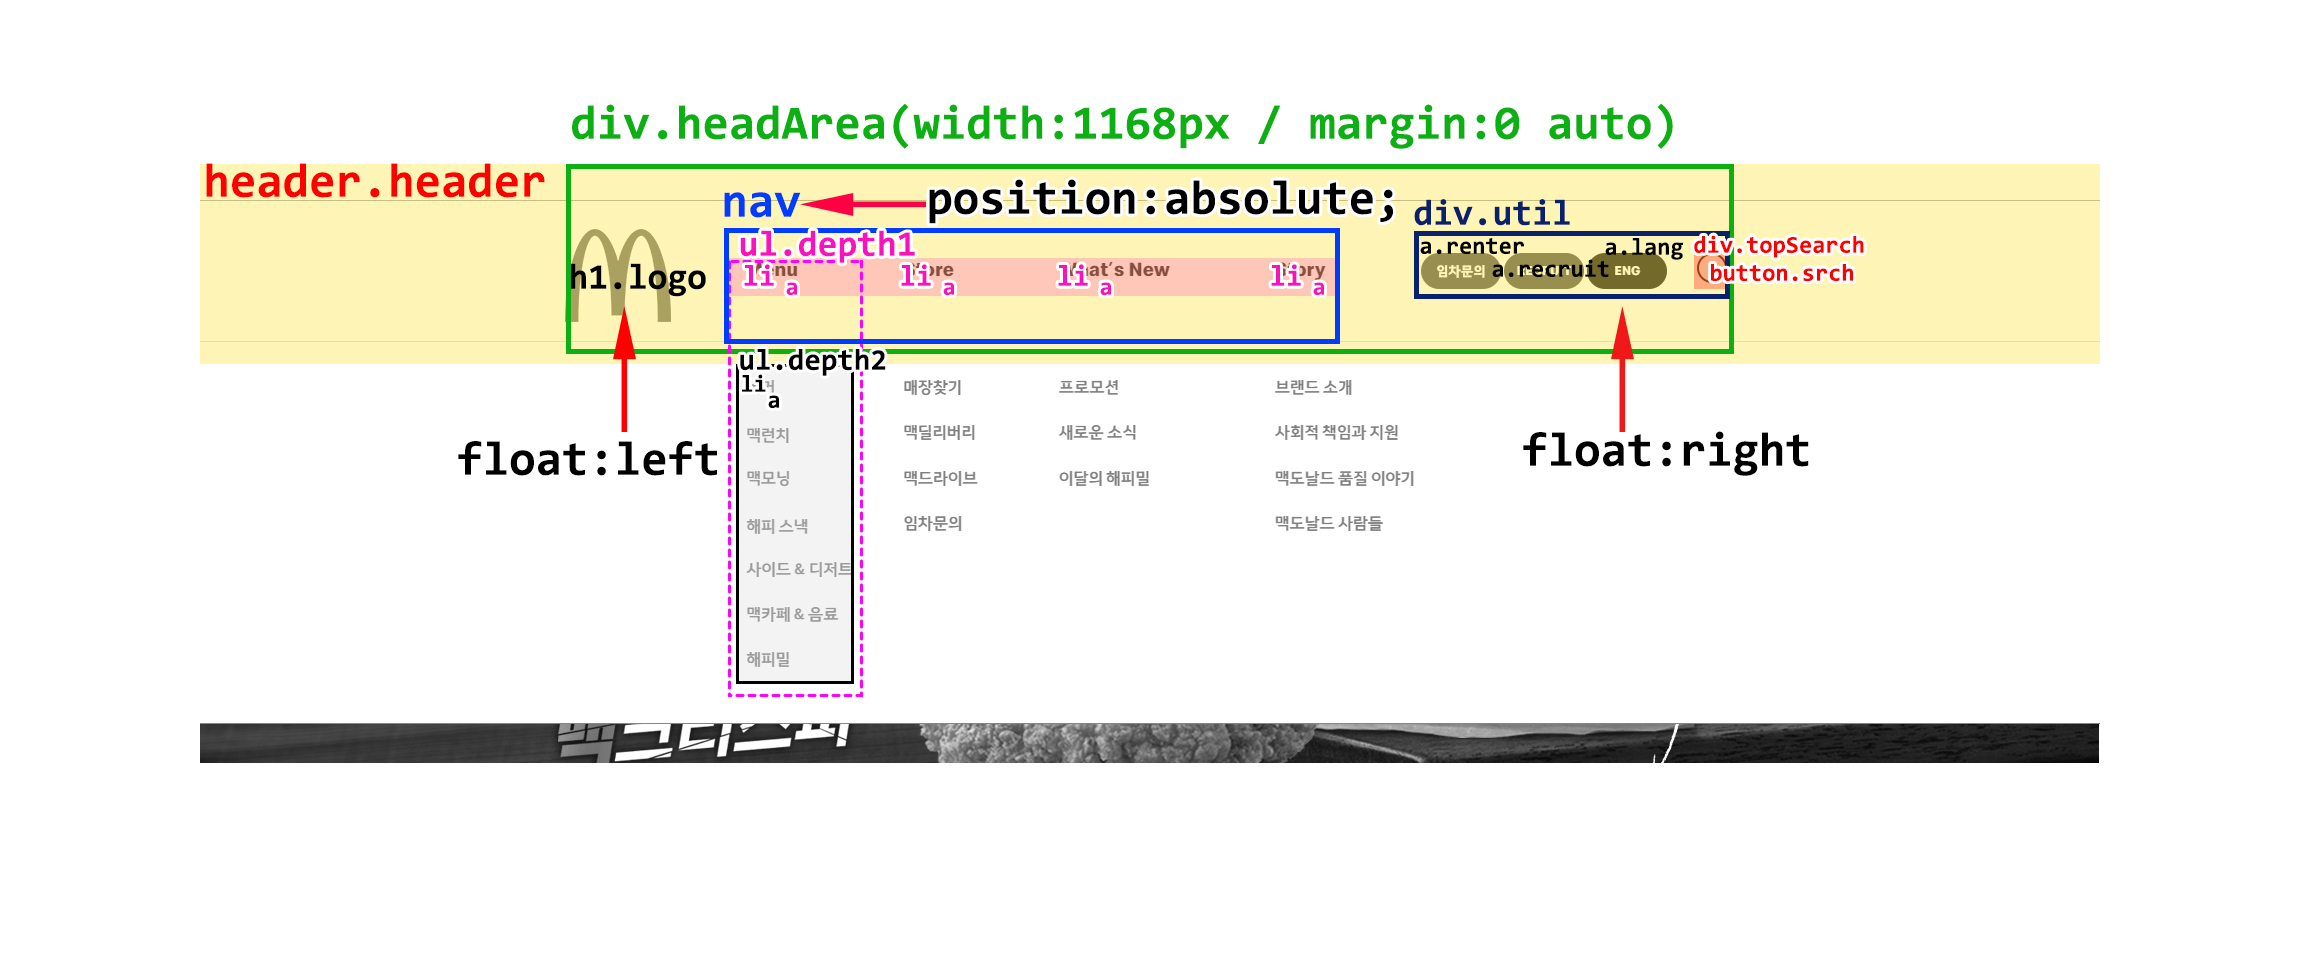 div.headArea(width:1168px / margin:0 auto)
header.header
nav
position:absolute;
div.util
ul.depth1
a.renter
a.lang
div.topSearch
h1.logo
li a
li a
What's New
li a
li a
임차문의
a.recruit
ENG
button.srch
ul.depth2
li
a
매장찾기
프로모션
브랜드 소개
맥런치
맥딜리버리
새로운 소식
사회적 책임과 지원
float:left
float:right
맥모닝
맥드라이브
이달의 해피밀
맥도날드 품질 이야기
해피 스낵
임차문의
맥도날드 사람들
사이드 & 디저트
맥카페 & 음료
해피밀